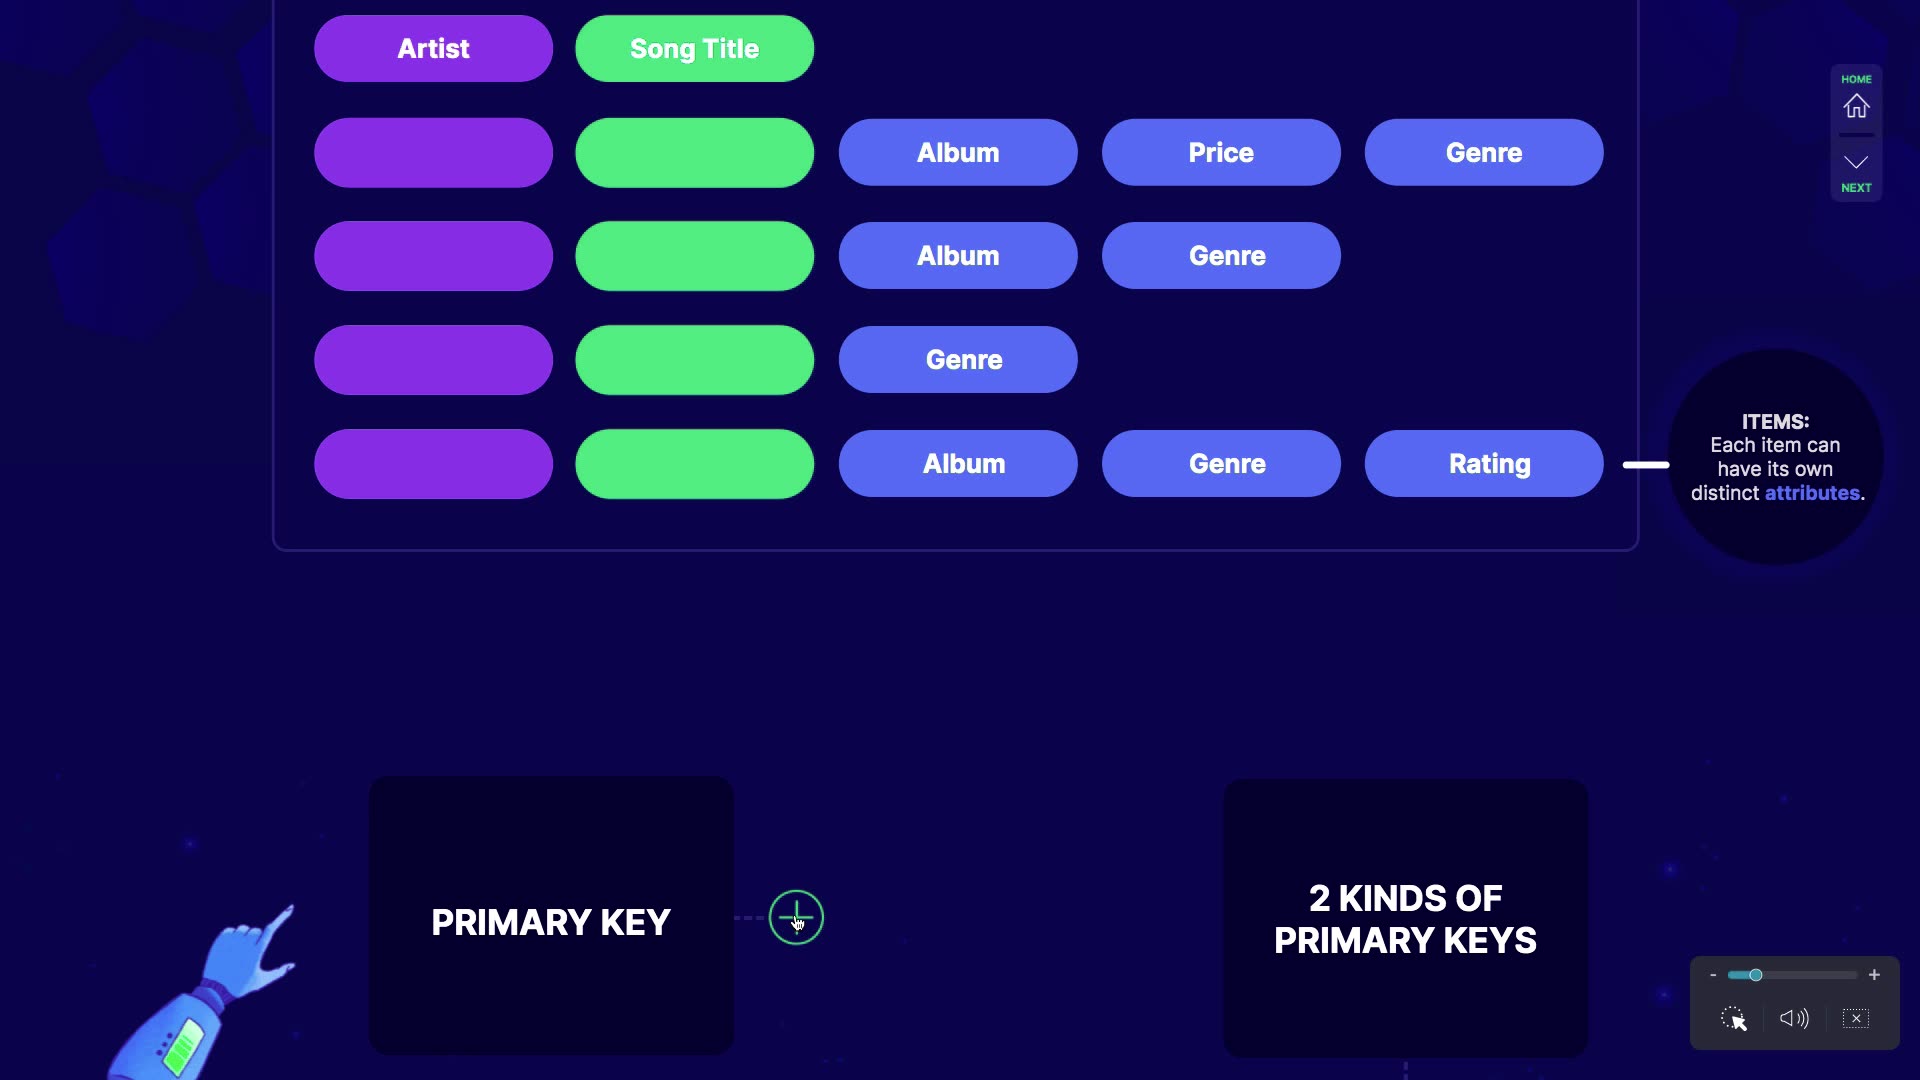 Artist
Song Title
HOME
Album
Price
Genre
NEXT
Album
Genre
Genre
Album
Genre
Rating
ITEMS:
Each item can
have its own
distinct attributes.
PRIMARY KEY
2 KINDS OF
PRIMARY KEYS